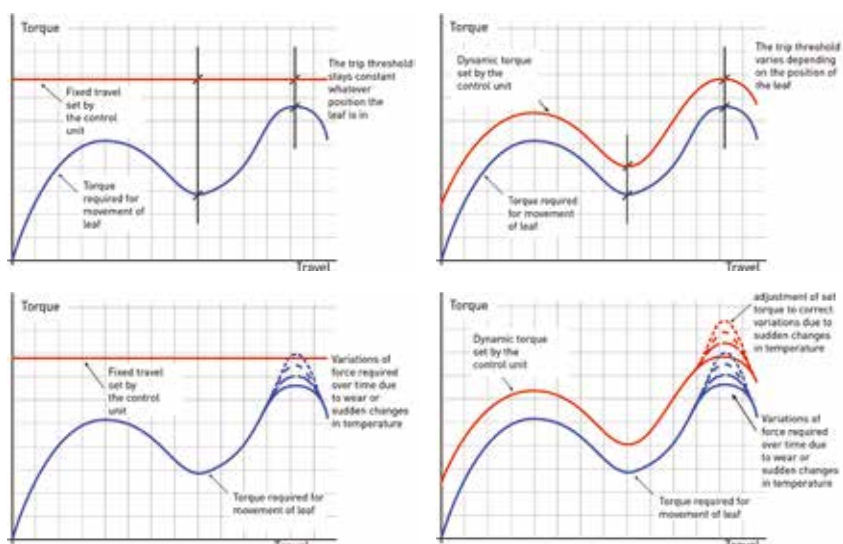 Torque
Fixed travel
set by
the control
unit
The trip threshold
stays constant
whatever
position the
leaf is in
Torque
required for
movement of
leaf
Travel
Torque
Dynamic torque
set by the
control unit
The trip threshold
varies depending
on the position of
the leaf
Torque required
for movement
of leaf
Travel
Torque
Fixed travel
set by
the control
unit
Variations of
force required
over time due
to wear or
sudden changes
in temperature
Torque required for
movement of leaf
Travel
Torque
Dynamic torque
set by the
control unit
adjustment of set
torque to correct
variations due to
sudden changes
in temperature
Variations of
force required
over time due
to wear or
sudden changes
in temperature
Torque required for
movement of leaf
Travel